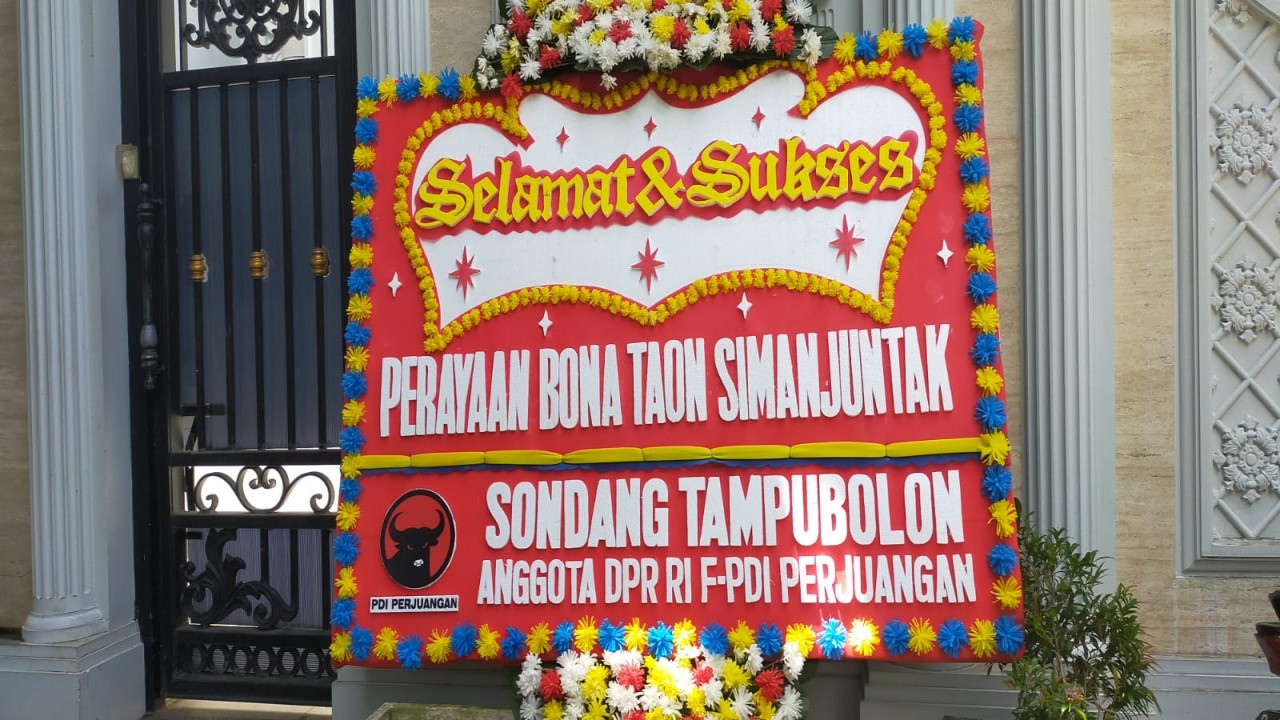 Selamat & Sukses
PERAYAAN BONA TAON SIMANJUNTAK
SONDANG TAMPUBOLON
ANGGOTA DPR RI F-PDI PERJUANGAN
PDI PERJUANGAN